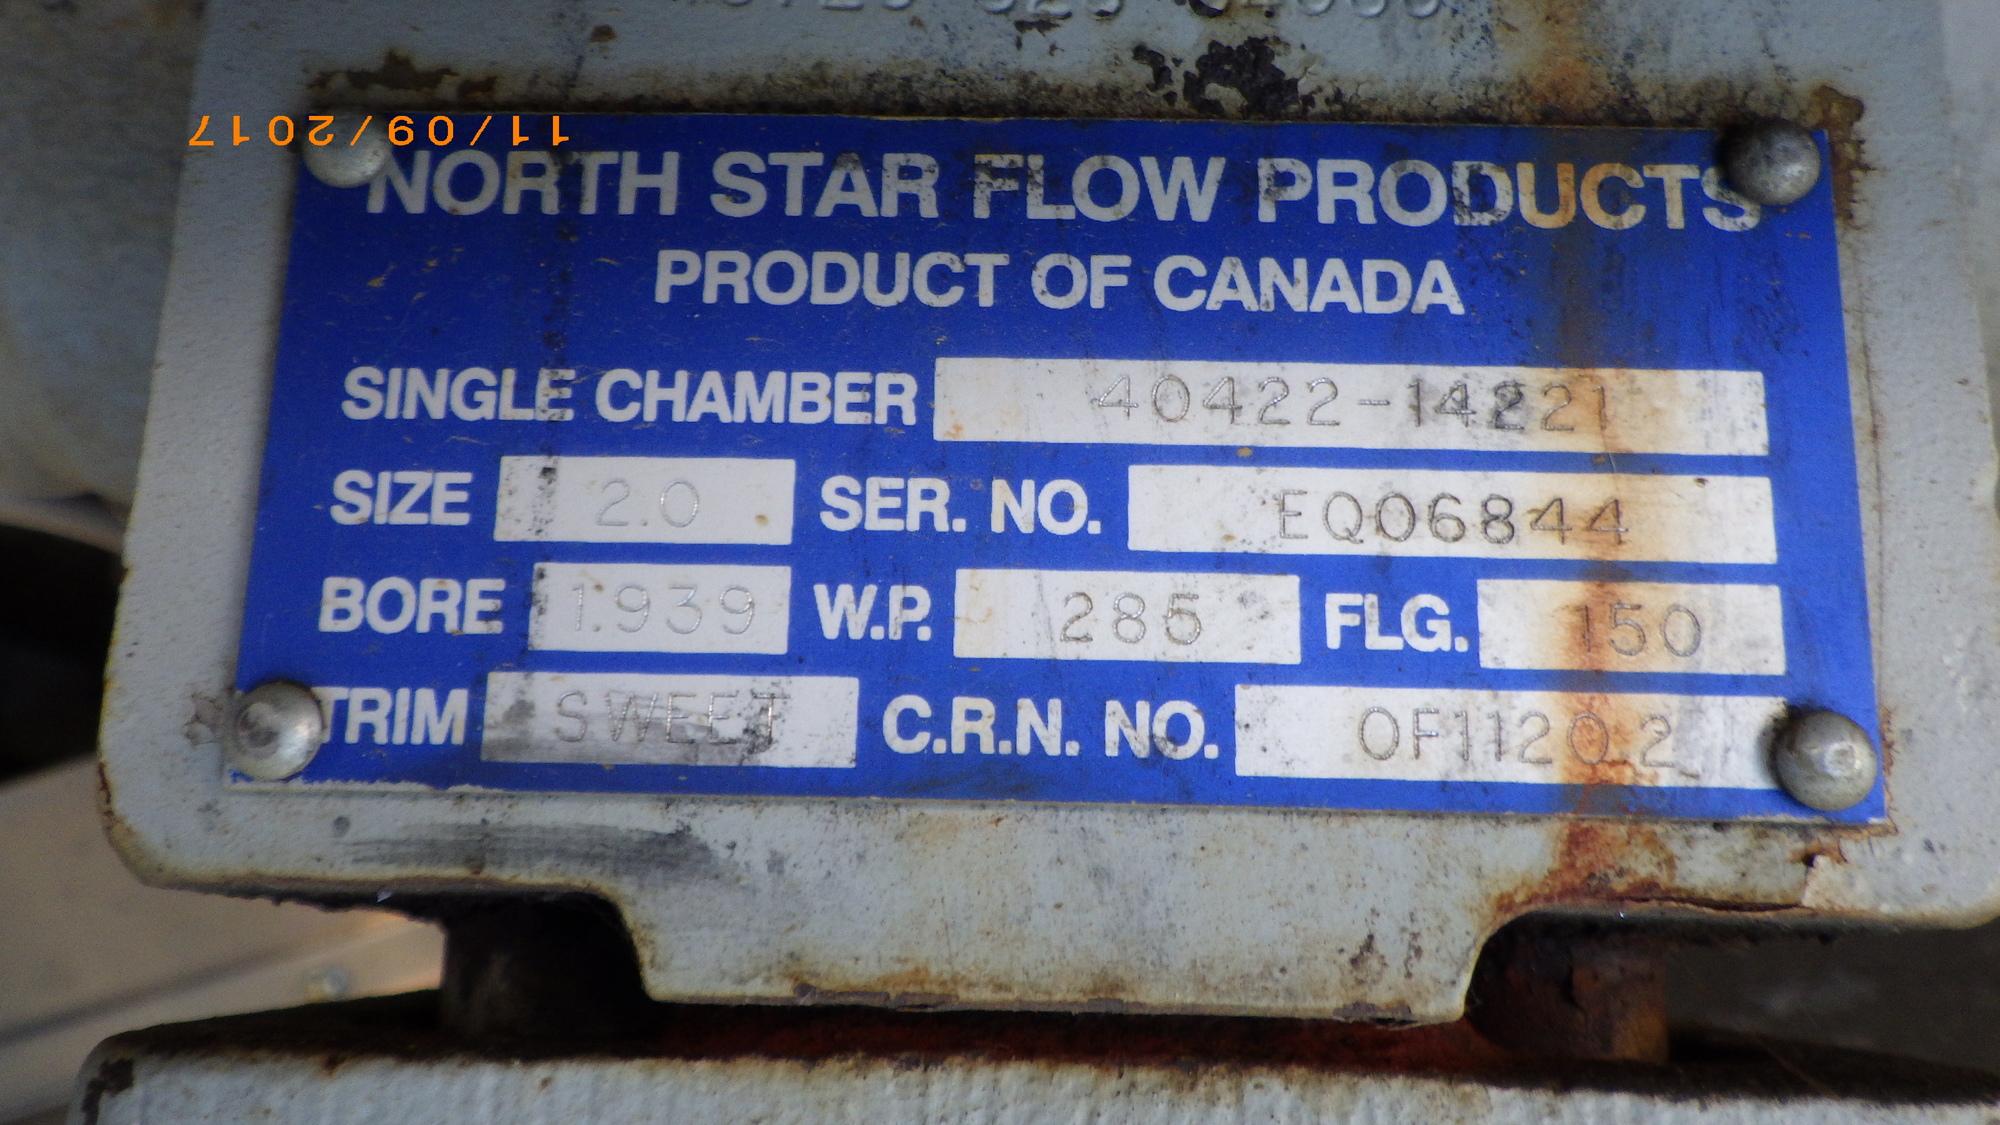 11/09/2017
NORTH STAR FLOW PRODUCTS
PRODUCT OF CANADA
SINGLE CHAMBER 40422-14221
SIZE 2.0 SER. NO. EQ06844
BORE 1.939 W.P. 285 FLG. 150
TRIM SWEET C.R.N. NO. OF1120.2